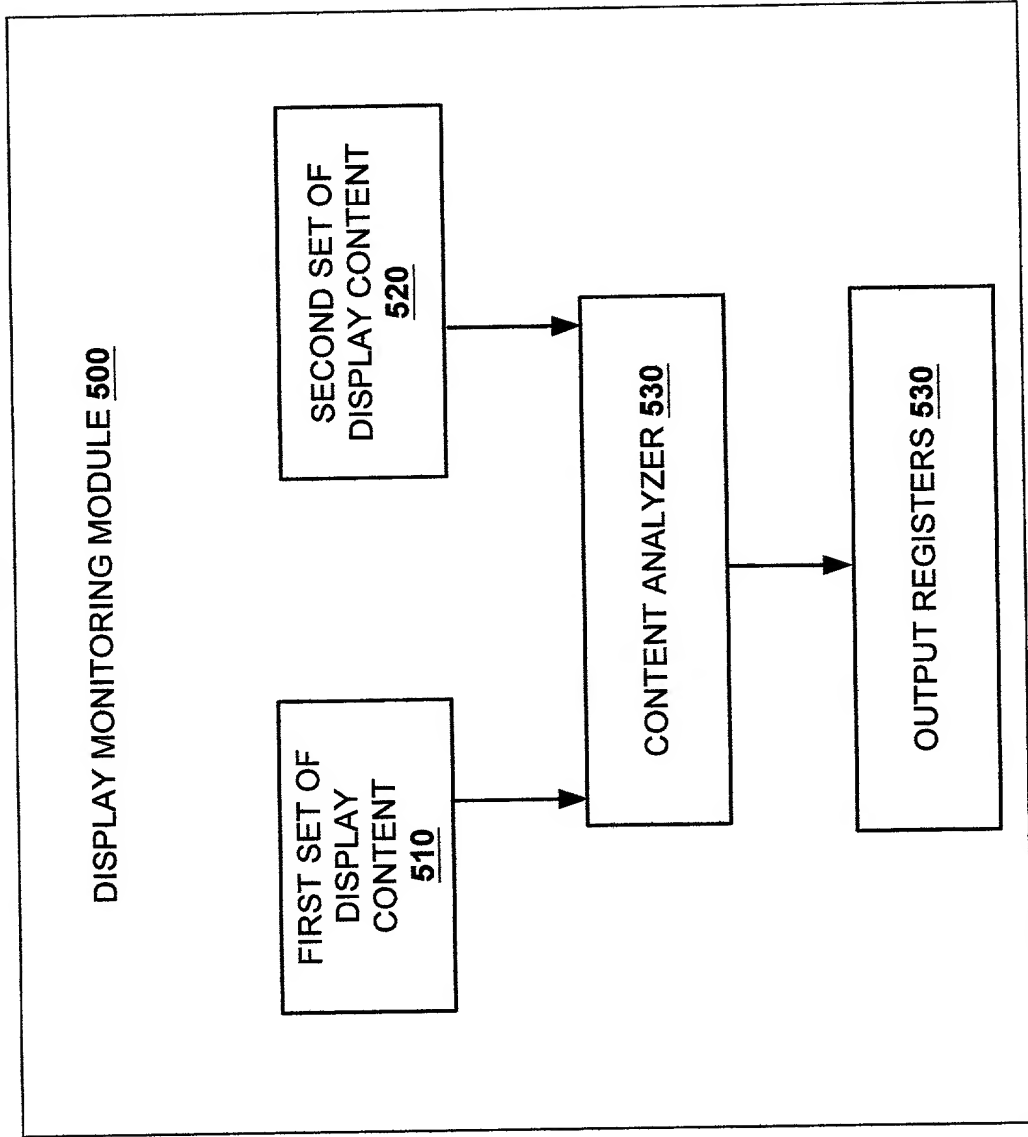 DISPLAY MONITORING MODULE 500
FIRST SET OF
DISPLAY
CONTENT
510
SECOND SET OF
DISPLAY CONTENT
520
CONTENT ANALYZER 530
OUTPUT REGISTERS 530